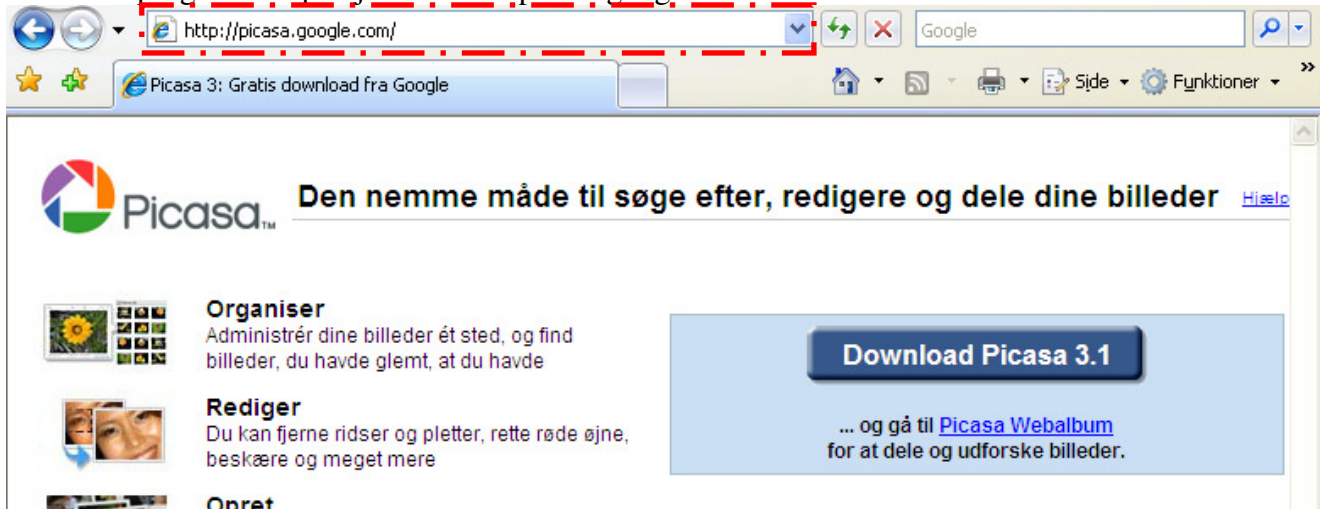 http://picasa.google.com/
Google
Picasa 3: Gratis download fra Google
Side
Funktioner
Picasa™
Den nemme måde til søge efter, redigere og dele dine billeder
Hjælp
Organiser
Administrér dine billeder ét sted, og find
billeder, du havde glemt, at du havde
Download Picasa 3.1
Rediger
Du kan fjerne ridser og pletter, rette røde øjne,
beskære og meget mere
... og gå til Picasa Webalbum
for at dele og udforske billeder.
Opret